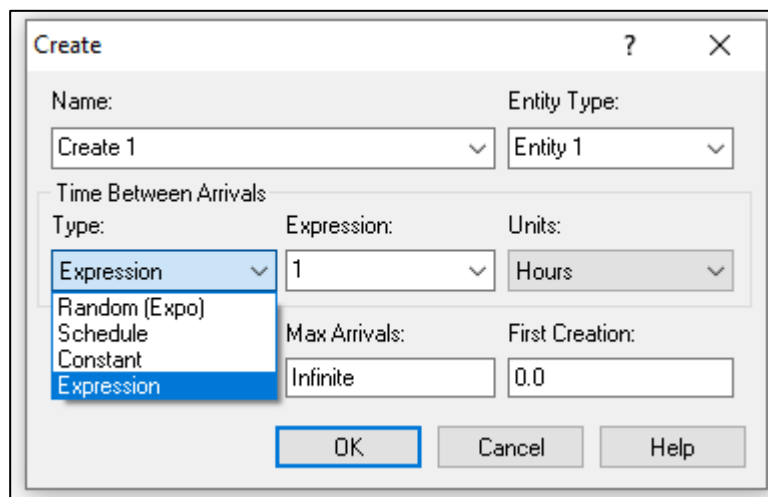 Create ?
Name: Entity Type:
Create 1 Entity 1
Time Between Arrivals
Type: Expression: Units:
Expression 1 Hours
Random (Expo)
Schedule
Constant
Expression
Max Arrivals: First Creation:
Infinite 0.0
OK Cancel Help